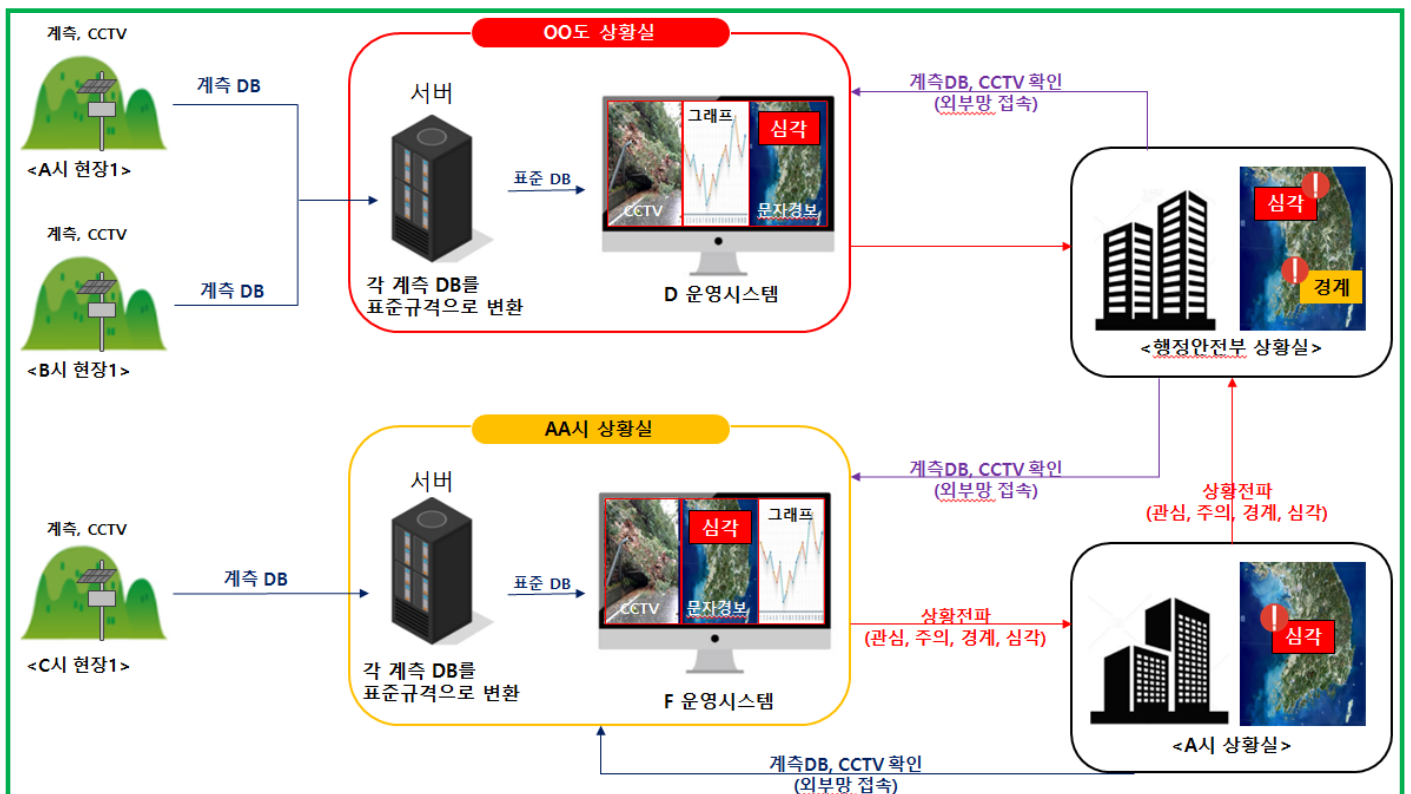 계측, CCTV
계측 DB
<A시 현장1>
계측, CCTV
계측 DB
<B시 현장1>
OO도 상황실
서버
각 계측 DB를
표준규격으로 변환
표준 DB
CCTV
그래프
심각
문자경보
D 운영시스템
계측DB, CCTV 확인
(외부망 접속)
심각
경계
<행정안전부 상황실>
계측, CCTV
계측 DB
<C시 현장1>
AA시 상황실
서버
각 계측 DB를
표준규격으로 변환
표준 DB
CCTV
심각
문자경보
그래프
F 운영시스템
계측DB, CCTV 확인
(외부망 접속)
상황전파
(관심, 주의, 경계, 심각)
상황전파
(관심, 주의, 경계, 심각)
심각
<A시 상황실>
계측DB, CCTV 확인
(외부망 접속)